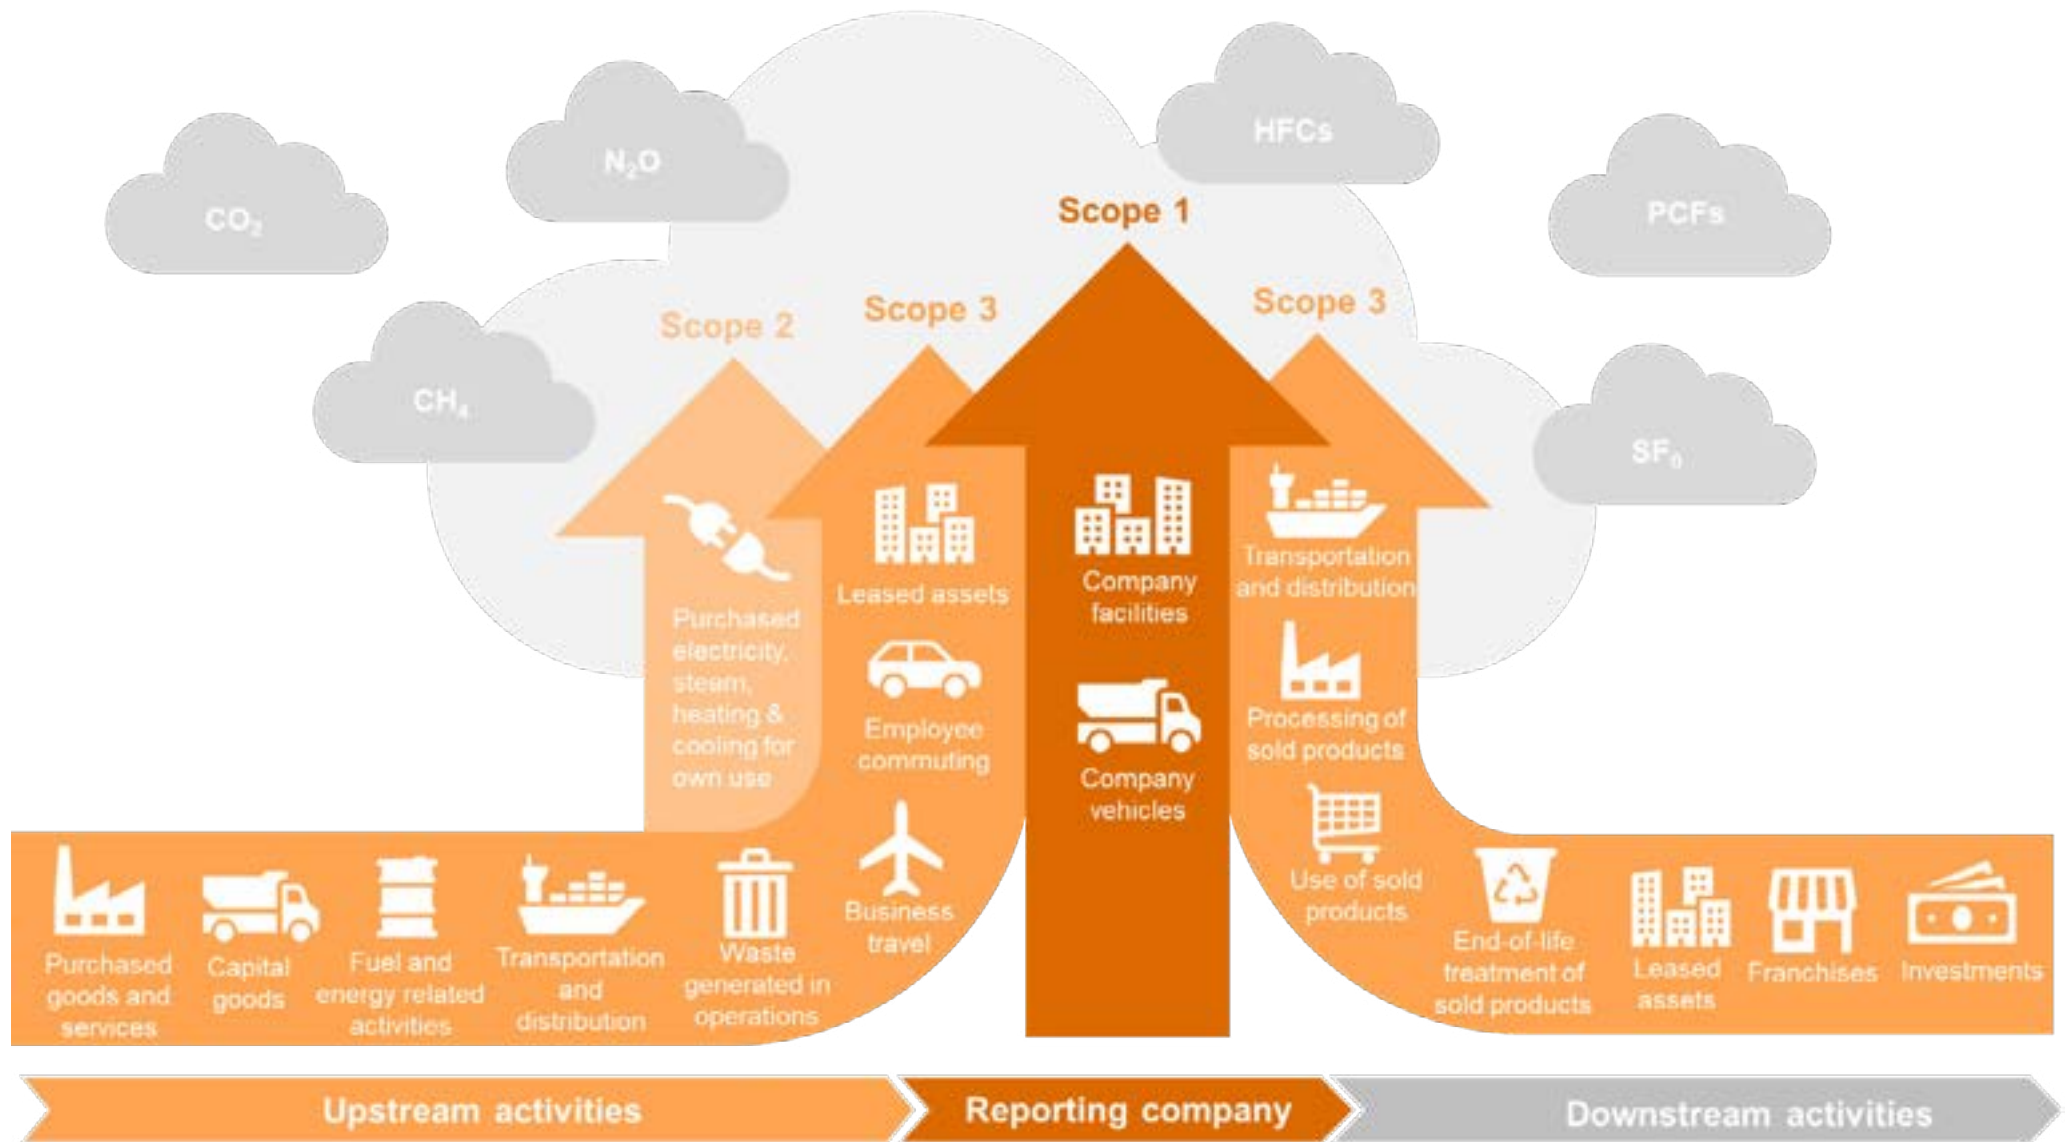 CO₂
N₂O
HFCs
PCFs
CH₄
SF₆
Scope 1
Scope 2
Scope 3
Scope 3
Purchased
electricity,
steam,
heating &
cooling for
own use
Leased assets
Employee
commuting
Business
travel
Company
facilities
Company
vehicles
Transportation
and distribution
Processing of
sold products
Use of sold
products
Purchased
goods and
services
Capital
goods
Fuel and
energy related
activities
Transportation
and
distribution
Waste
generated in
operations
End-of-life
treatment of
sold products
Leased
assets
Franchises
Investments
Upstream activities
Reporting company
Downstream activities